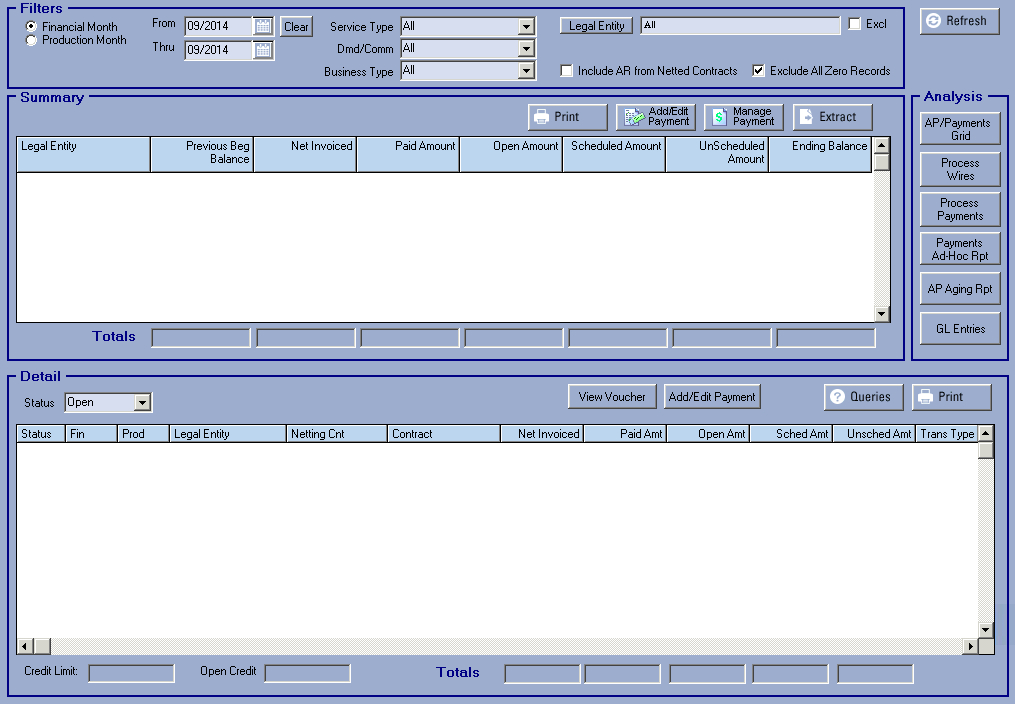 Filters
Financial Month
Production Month
From 09/2014 Clear
Thru 09/2014
Service Type All
Dmd/Comm All
Business Type All
Legal Entity All Excl
Include AR from Netted Contracts Exclude All Zero Records
Refresh
Summary
Print Add/Edit Payment Manage Payment Extract
Legal Entity Previous Beg Balance Net Invoiced Paid Amount Open Amount Scheduled Amount UnScheduled Amount Ending Balance
Totals
Analysis
AP/Payments
Grid
Process
Wires
Process
Payments
Payments
Ad-Hoc Rpt
AP Aging Rpt
GL Entries
Detail
Status Open View Voucher Add/Edit Payment Queries Print
Status Fin Prod Legal Entity Netting Cnt Contract Net Invoiced Paid Amt Open Amt Sched Amt Unsched Amt Trans Type
Credit Limit: Open Credit Totals